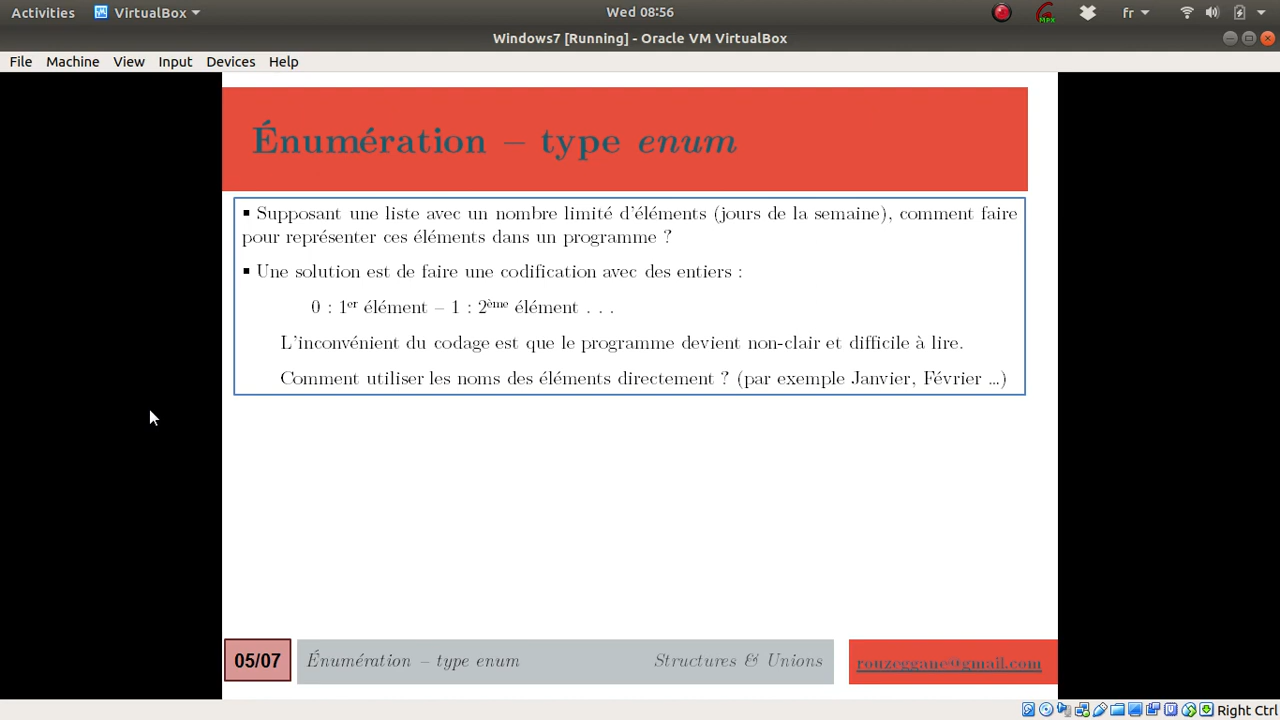 Activities VirtualBox Wed 08:56 fr
Windows7 [Running] - Oracle VM VirtualBox
File Machine View Input Devices Help
Énumération – type enum
▪ Supposant une liste avec un nombre limité d'éléments (jours de la semaine), comment faire
pour représenter ces éléments dans un programme ?
▪ Une solution est de faire une codification avec des entiers :
0 : 1er élément – 1 : 2ème élément . . .
L'inconvénient du codage est que le programme devient non-clair et difficile à lire.
Comment utiliser les noms des éléments directement ? (par exemple Janvier, Février ...)
05/07 Énumération – type enum Structures & Unions rouzeggane@gmail.com
Right Ctrl